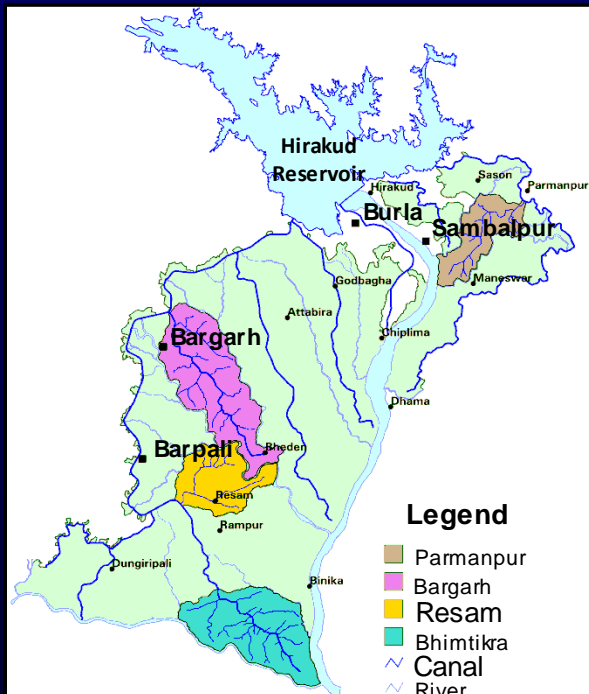 Hirakud
Reservoir
Hirakud
Sason
Parmanpur
Burla
Sambalpur
Maneswar
Godbagha
Attabira
Chiplima
Bargarh
Dhama
Barpali
Bheden
Resam
Rampur
Dungiripali
Binika
Legend
Parmanpur
Bargarh
Resam
Bhimtikra
Canal
River